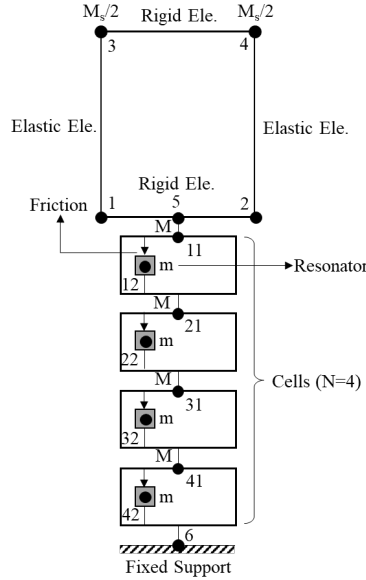 Mₛ/2 Rigid Ele. Mₛ/2
3 4
Elastic Ele. Elastic Ele.
Rigid Ele.
Friction 1 5 2
M
11
m Resonator
12
M
21
m
22
M Cells (N=4)
31
m
32
M
41
m
42
6
Fixed Support